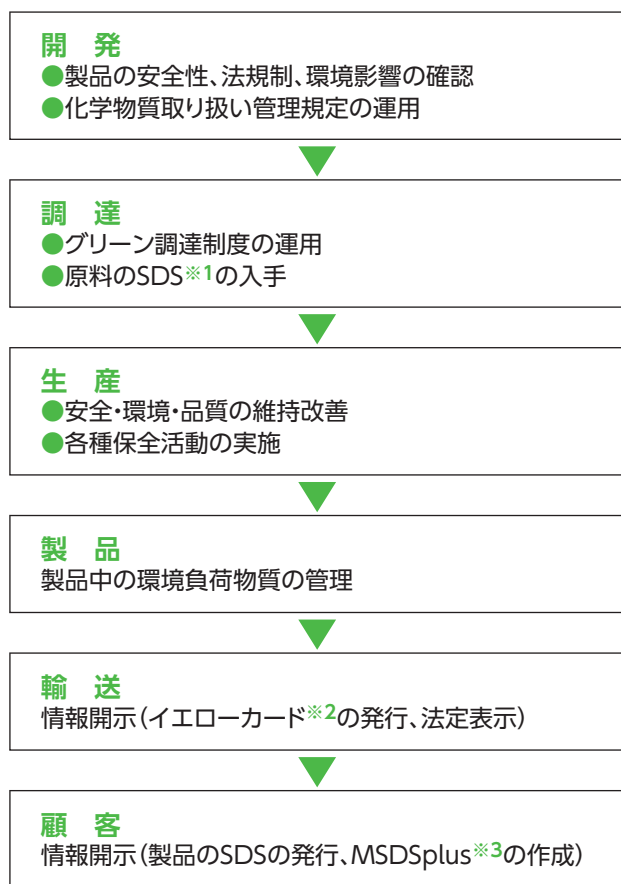 開　発
●製品の安全性、法規制、環境影響の確認
●化学物質取り扱い管理規定の運用
調　達
●グリーン調達制度の運用
●原料のSDS※1の入手
生　産
●安全・環境・品質の維持改善
●各種保全活動の実施
製　品
製品中の環境負荷物質の管理
輸　送
情報開示（イエローカード※2の発行、法定表示）
顧　客
情報開示（製品のSDSの発行、MSDSplus※3の作成）